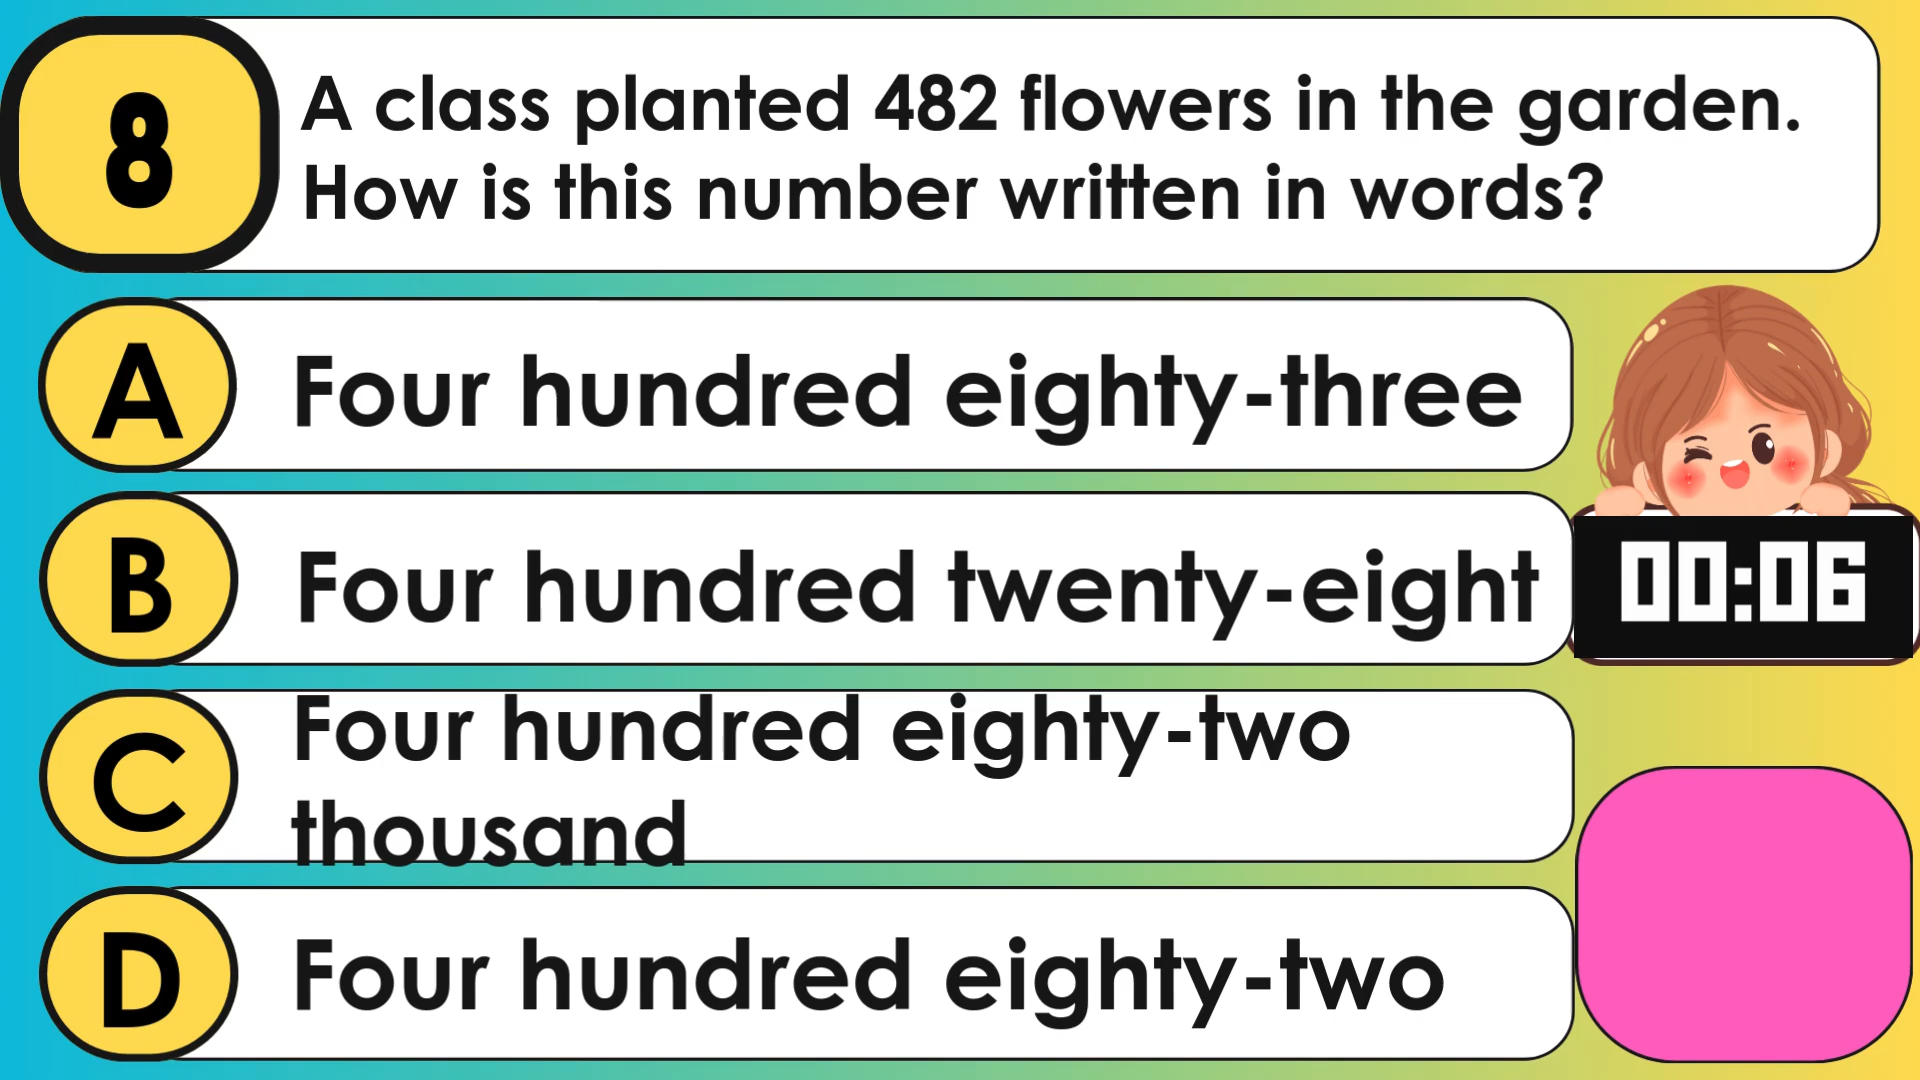 8
A class planted 482 flowers in the garden.
How is this number written in words?
A
Four hundred eighty-three
B
Four hundred twenty-eight
00:06
C
Four hundred eighty-two
thousand
D
Four hundred eighty-two